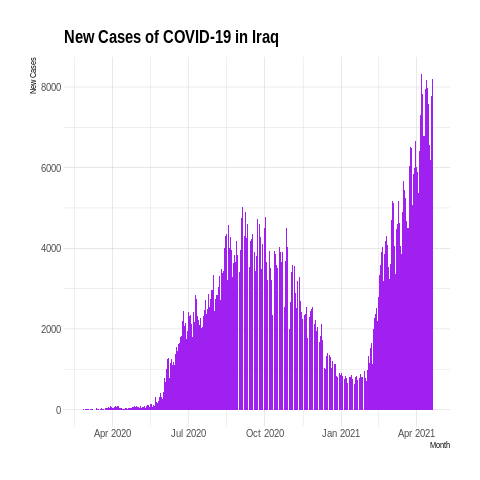 New Cases of COVID-19 in Iraq
New Cases
8000
6000
4000
2000
0
Apr 2020 Jul 2020 Oct 2020 Jan 2021 Apr 2021
Month